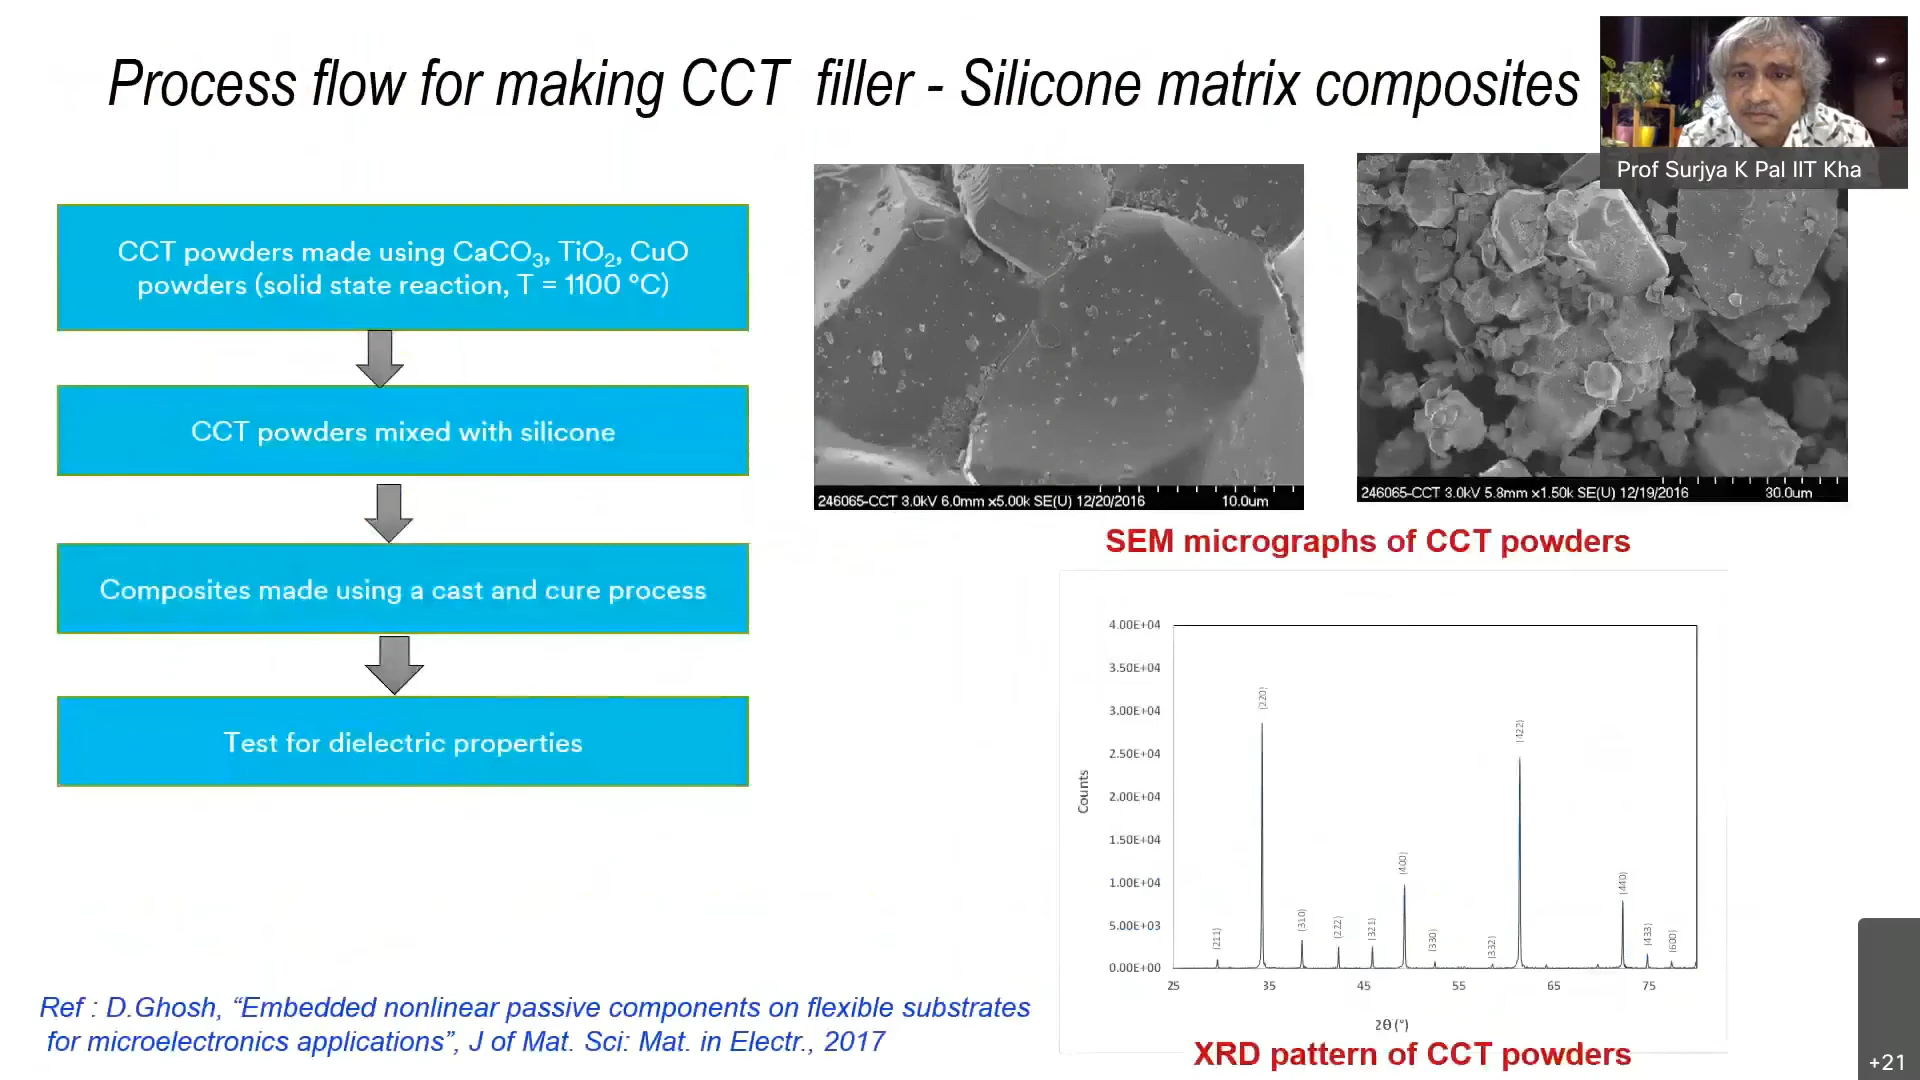 Process flow for making CCT filler - Silicone matrix composites
Prof Surjya K Pal IIT Kha
CCT powders made using CaCO₃, TiO₂, CuO
powders (solid state reaction, T = 1100 °C)
CCT powders mixed with silicone
Composites made using a cast and cure process
Test for dielectric properties
246065-CCT 3.0kV 6.0mm x5.00k SE(U) 12/20/2016 10.0um
246065-CCT 3.0kV 5.8mm x1.50k SE(U) 12/19/2016 30.0um
SEM micrographs of CCT powders
4.00E+04
3.50E+04
3.00E+04
2.50E+04
2.00E+04
1.50E+04
1.00E+04
5.00E+03
0.00E+00
Counts
(211)
(220)
(310)
(222)
(321)
(400)
(330)
(332)
(422)
(440)
(433)
(600)
25 35 45 55 65 75
2θ (°)
XRD pattern of CCT powders
Ref : D.Ghosh, “Embedded nonlinear passive components on flexible substrates
for microelectronics applications”, J of Mat. Sci: Mat. in Electr., 2017
+21